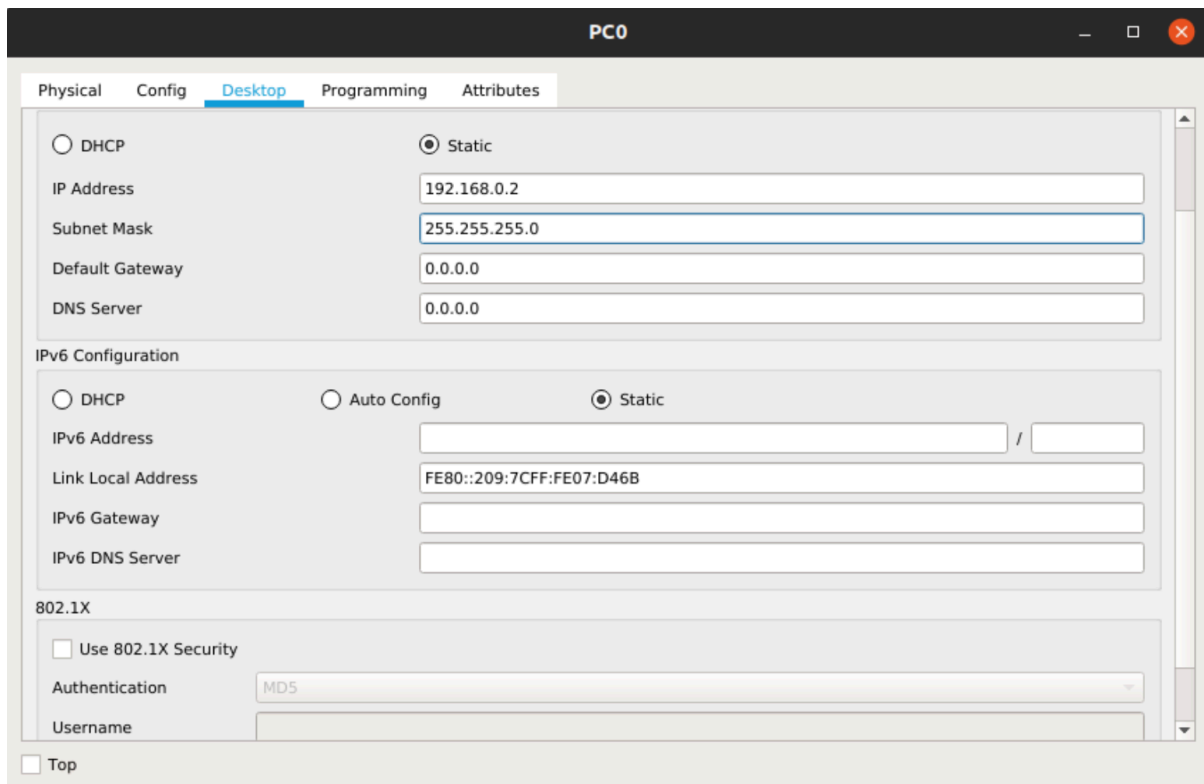 PC0
Physical Config Desktop Programming Attributes
DHCP Static
IP Address 192.168.0.2
Subnet Mask 255.255.255.0
Default Gateway 0.0.0.0
DNS Server 0.0.0.0
IPv6 Configuration
DHCP Auto Config Static
IPv6 Address /
Link Local Address FE80::209:7CFF:FE07:D46B
IPv6 Gateway
IPv6 DNS Server
802.1X
Use 802.1X Security
Authentication MD5
Username
Top